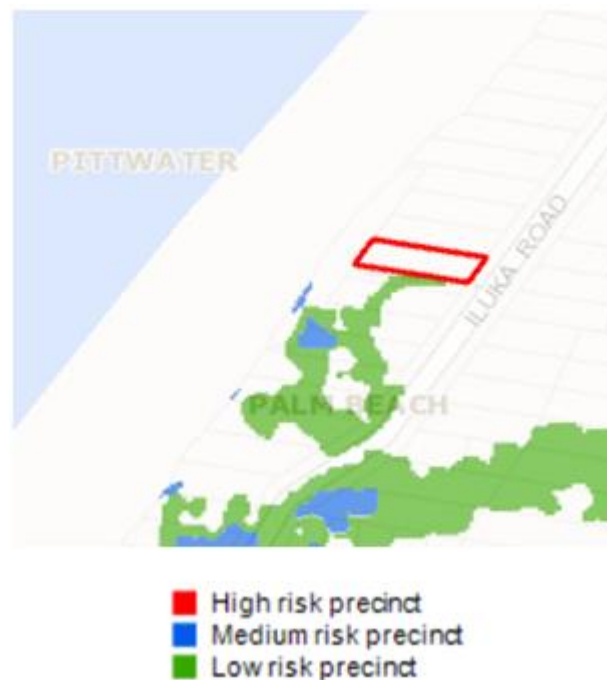 PITTWATER
ILUKA ROAD
PALM BEACH
High risk precinct
Medium risk precinct
Low risk precinct